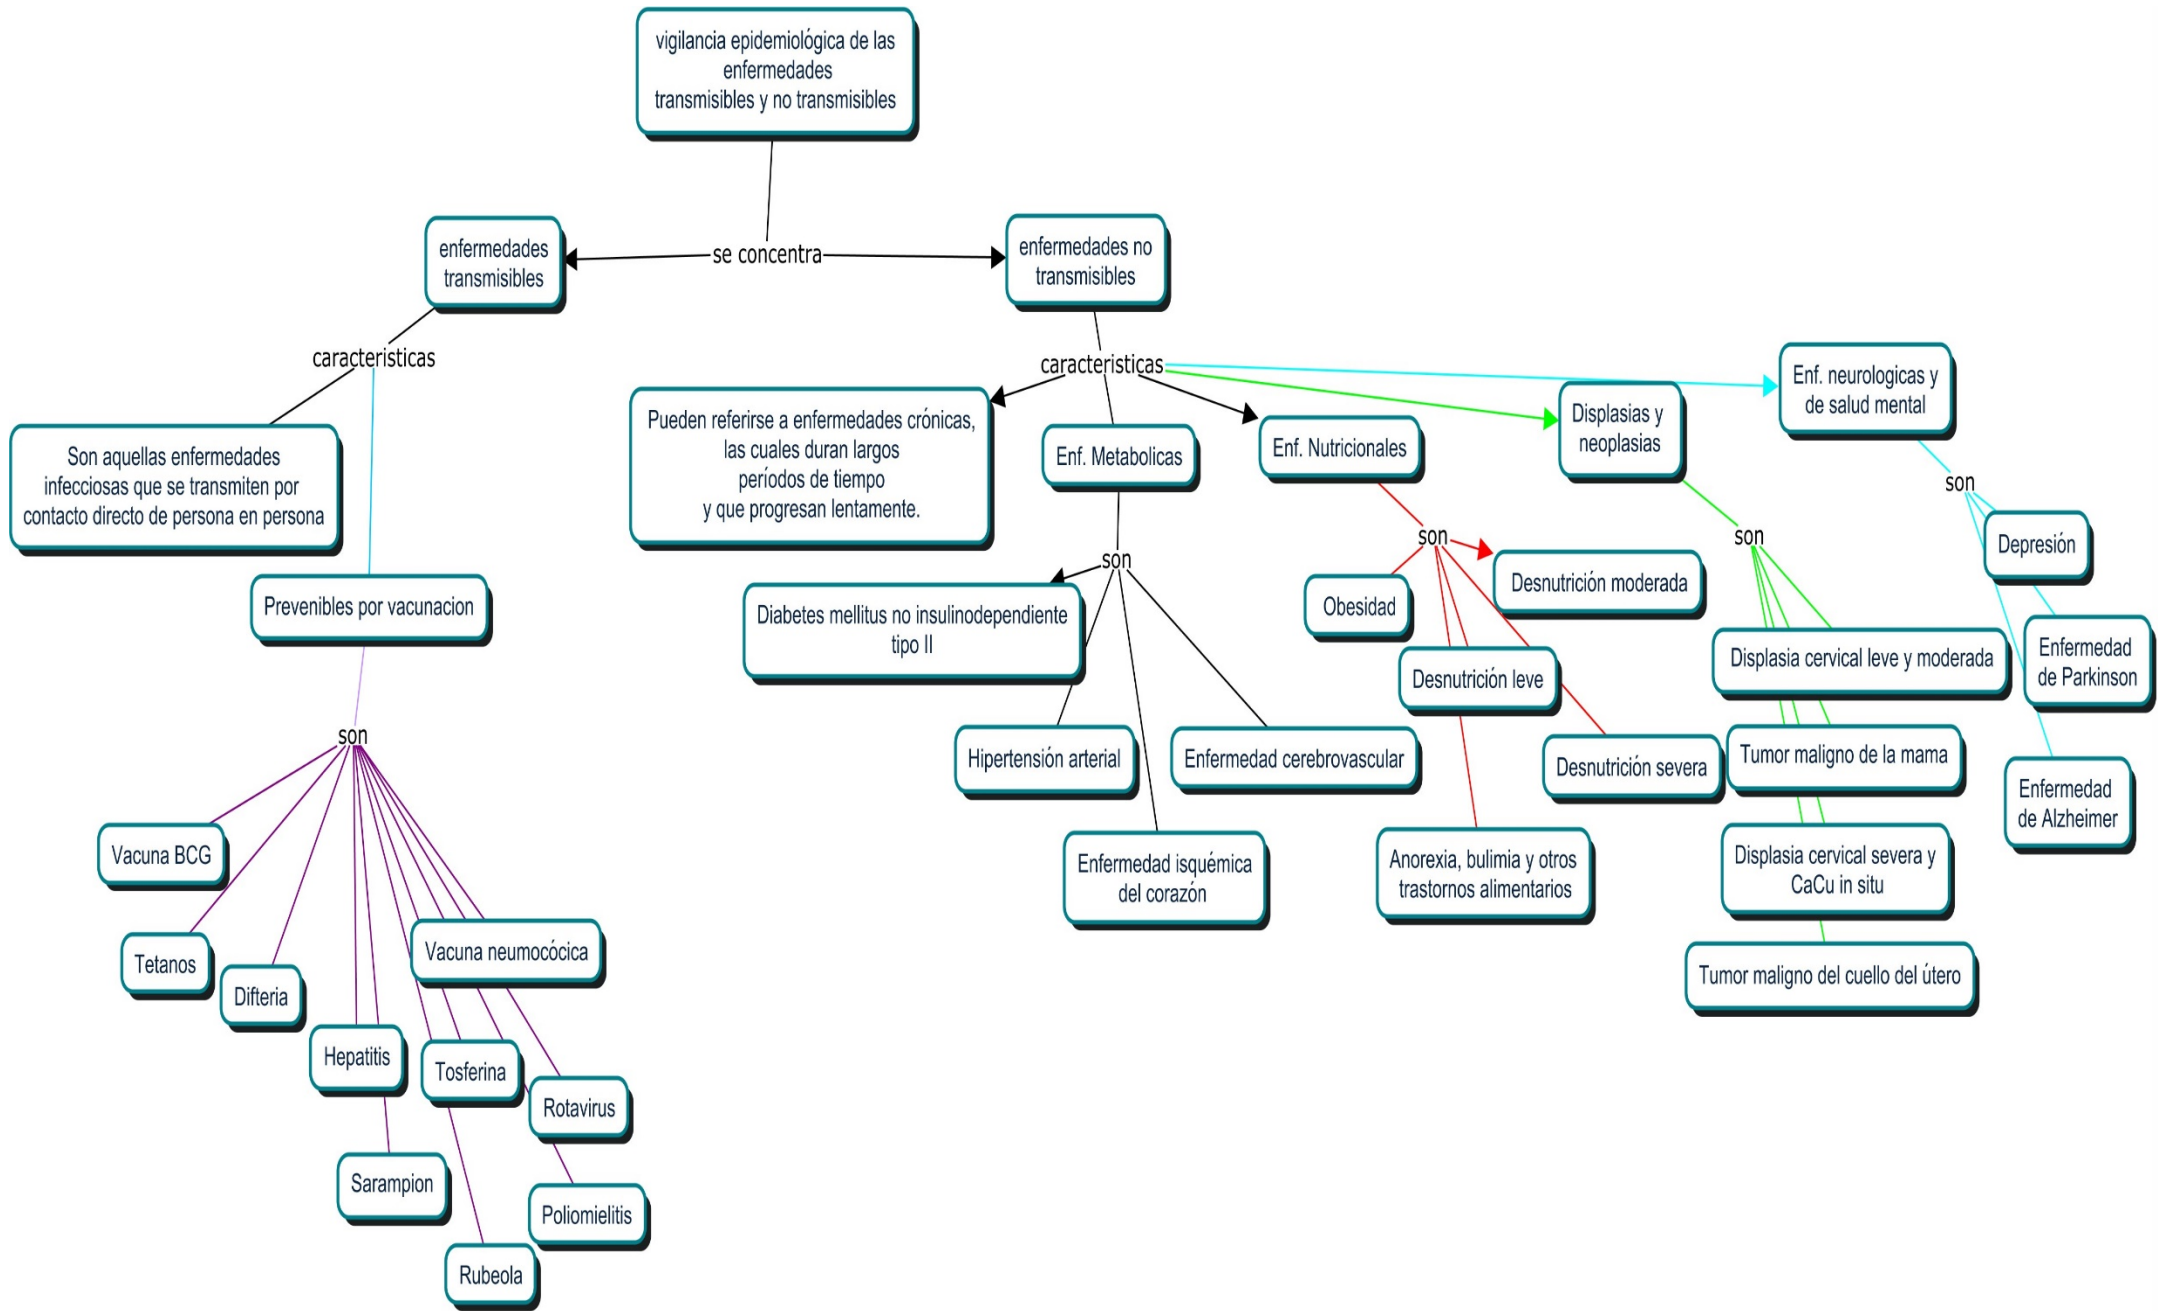 vigilancia epidemiológica de las
enfermedades
transmisibles y no transmisibles
se concentra
enfermedades
transmisibles
enfermedades no
transmisibles
caracteristicas
Son aquellas enfermedades
infecciosas que se transmiten por
contacto directo de persona en persona
Prevenibles por vacunacion
son
Vacuna BCG
Tetanos
Difteria
Hepatitis
Sarampion
Vacuna neumocócica
Tosferina
Rotavirus
Poliomielitis
Rubeola
caracteristicas
Pueden referirse a enfermedades crónicas,
las cuales duran largos
períodos de tiempo
y que progresan lentamente.
Enf. Metabolicas
son
Diabetes mellitus no insulinodependiente
tipo II
Hipertensión arterial
Enfermedad isquémica
del corazón
Enfermedad cerebrovascular
Enf. Nutricionales
son
Obesidad
Desnutrición moderada
Desnutrición leve
Desnutrición severa
Anorexia, bulimia y otros
trastornos alimentarios
Displasias y
neoplasias
son
Displasia cervical leve y moderada
Tumor maligno de la mama
Displasia cervical severa y
CaCu in situ
Tumor maligno del cuello del útero
Enf. neurologicas y
de salud mental
son
Depresión
Enfermedad
de Parkinson
Enfermedad
de Alzheimer